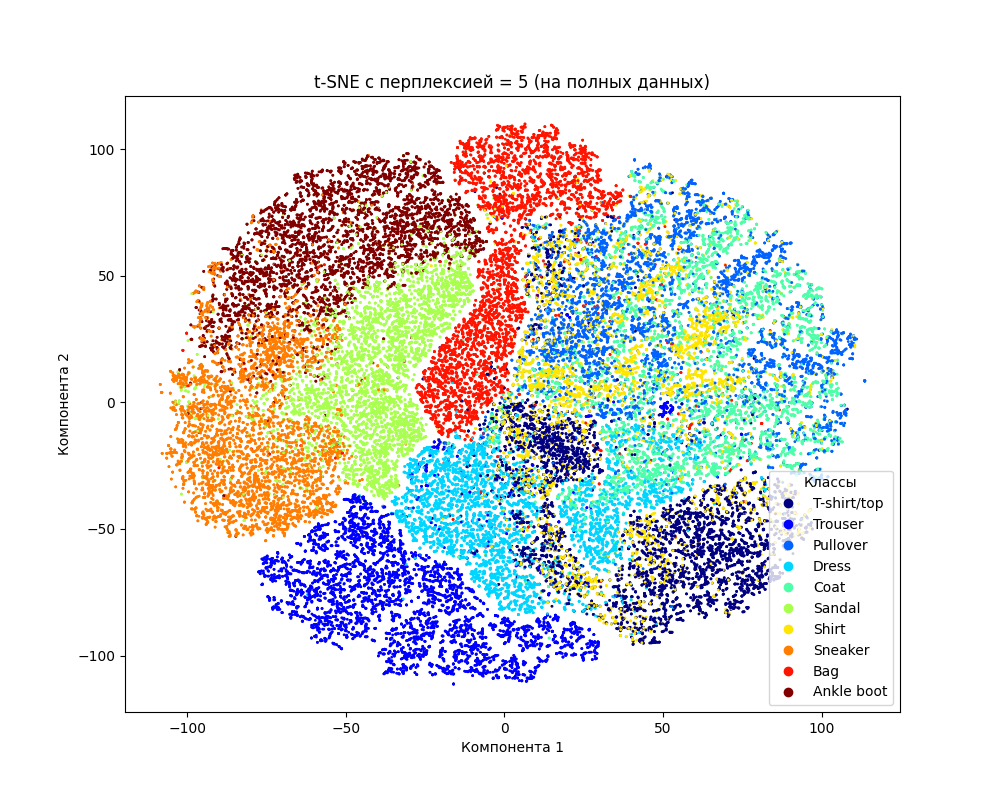 t-SNE с перплексией = 5 (на полных данных)
100
50
0
−50
−100
Компонента 2
−100
−50
0
50
100
Компонента 1
Классы
T-shirt/top
Trouser
Pullover
Dress
Coat
Sandal
Shirt
Sneaker
Bag
Ankle boot